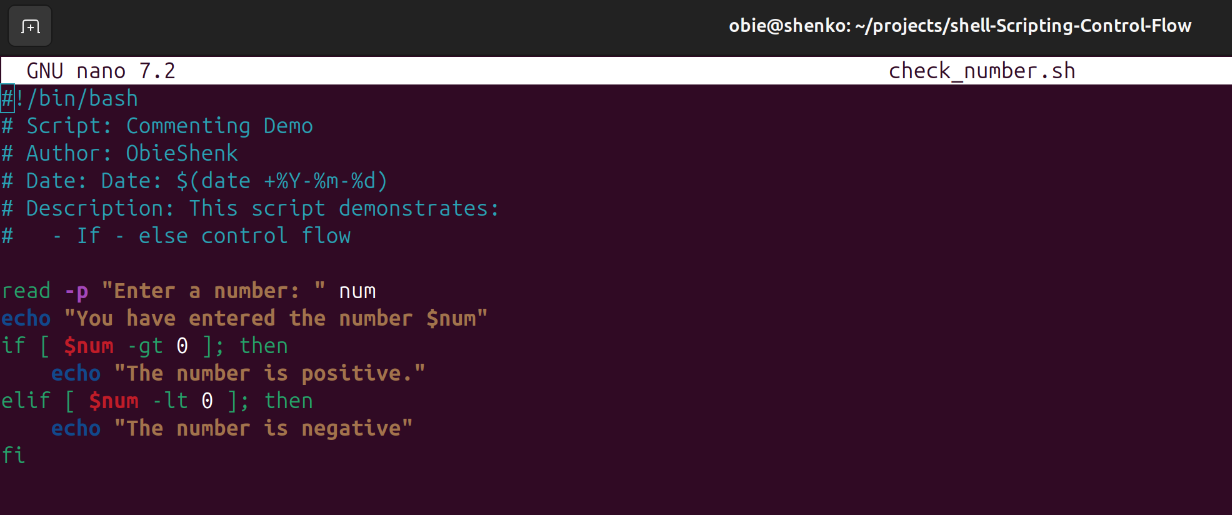 obie@shenko: ~/projects/shell-Scripting-Control-Flow
GNU nano 7.2 check_number.sh
#!/bin/bash
# Script: Commenting Demo
# Author: ObieShenk
# Date: Date: $(date +%Y-%m-%d)
# Description: This script demonstrates:
#   - If - else control flow

read -p "Enter a number: " num
echo "You have entered the number $num"
if [ $num -gt 0 ]; then
    echo "The number is positive."
elif [ $num -lt 0 ]; then
    echo "The number is negative"
fi